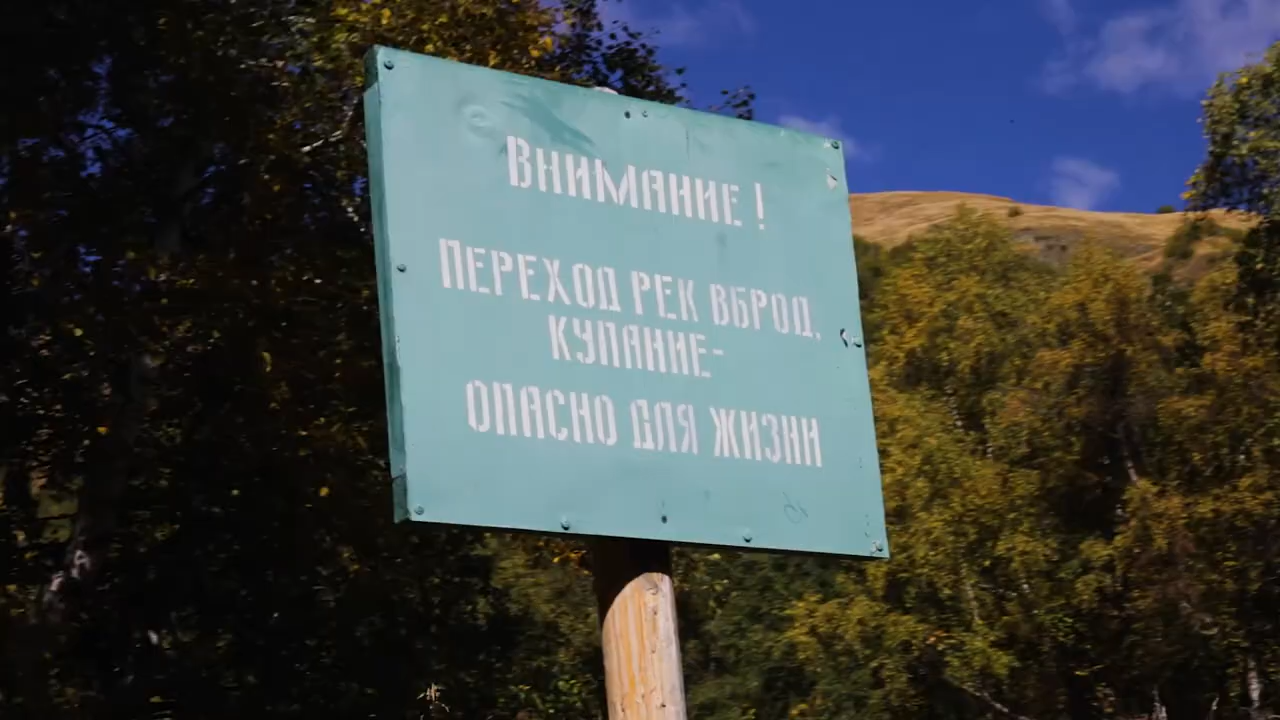 ВНИМАНИЕ!
ПЕРЕХОД РЕК ВБРОД,
КУПАНИЕ-
ОПАСНО ДЛЯ ЖИЗНИ